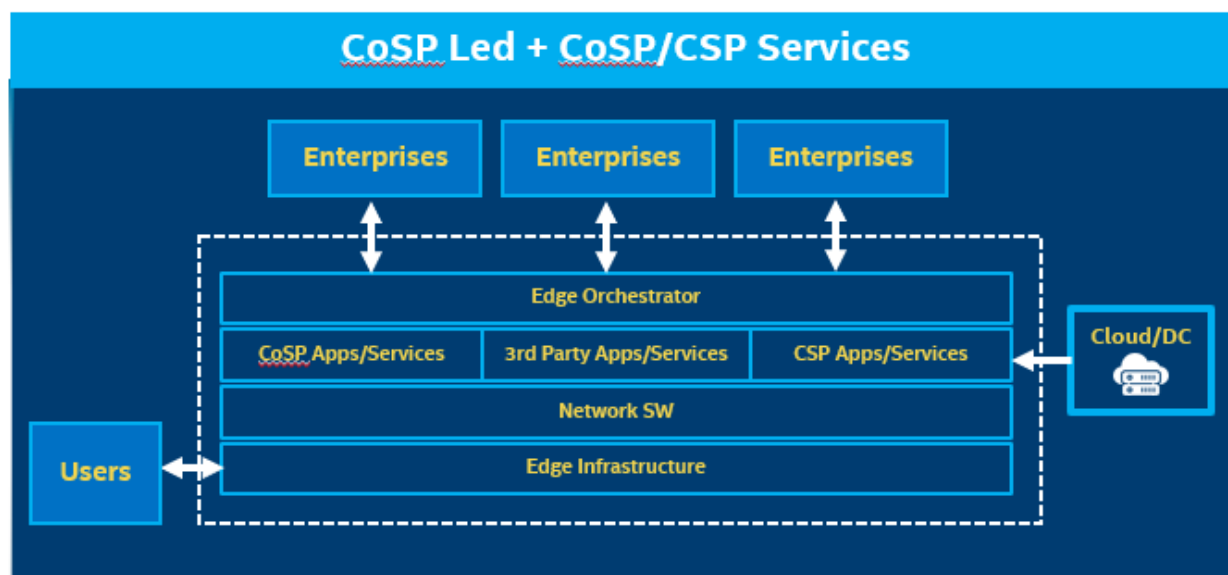 CoSP Led + CoSP/CSP Services
Enterprises
Enterprises
Enterprises
Edge Orchestrator
CoSP Apps/Services
3rd Party Apps/Services
CSP Apps/Services
Cloud/DC
Network SW
Edge Infrastructure
Users